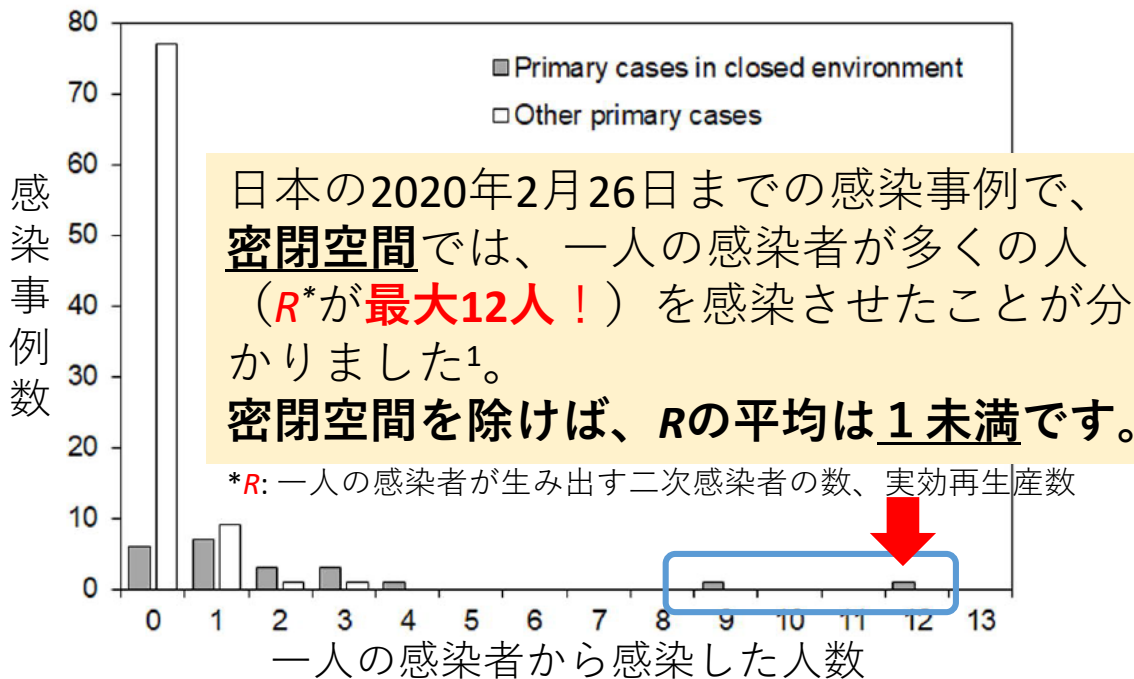 80
70
60
50
40
30
20
10
0
感染事例数
■Primary cases in closed environment
□Other primary cases
日本の2020年2月26日までの感染事例で、
密閉空間では、一人の感染者が多くの人
（R*が最大12人！）を感染させたことが分
かりました¹。
密閉空間を除けば、Rの平均は１未満です。
*R: 一人の感染者が生み出す二次感染者の数、実効再生産数
0 1 2 3 4 5 6 7 8 9 10 11 12 13
一人の感染者から感染した人数